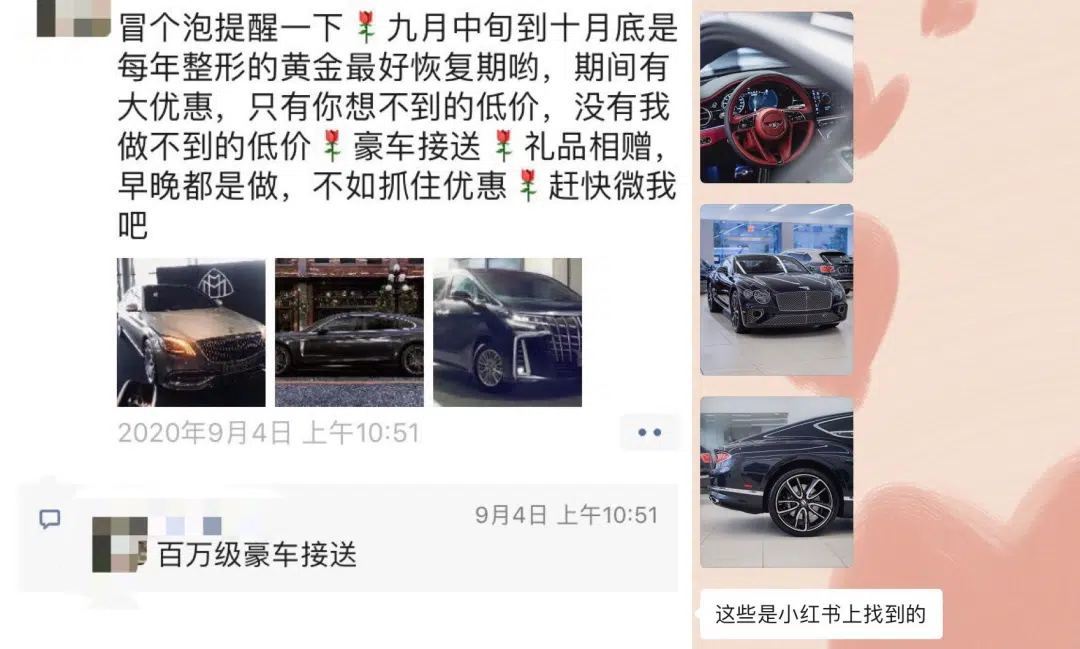 冒个泡提醒一下🌹九月中旬到十月底是
每年整形的黄金最好恢复期哟，期间有
大优惠，只有你想不到的低价，没有我
做不到的低价🌹豪车接送🌹礼品相赠，
早晚都是做，不如抓住优惠🌹赶快微我
吧
2020年9月4日 上午10:51
9月4日 上午10:51
百万级豪车接送
这些是小红书上找到的